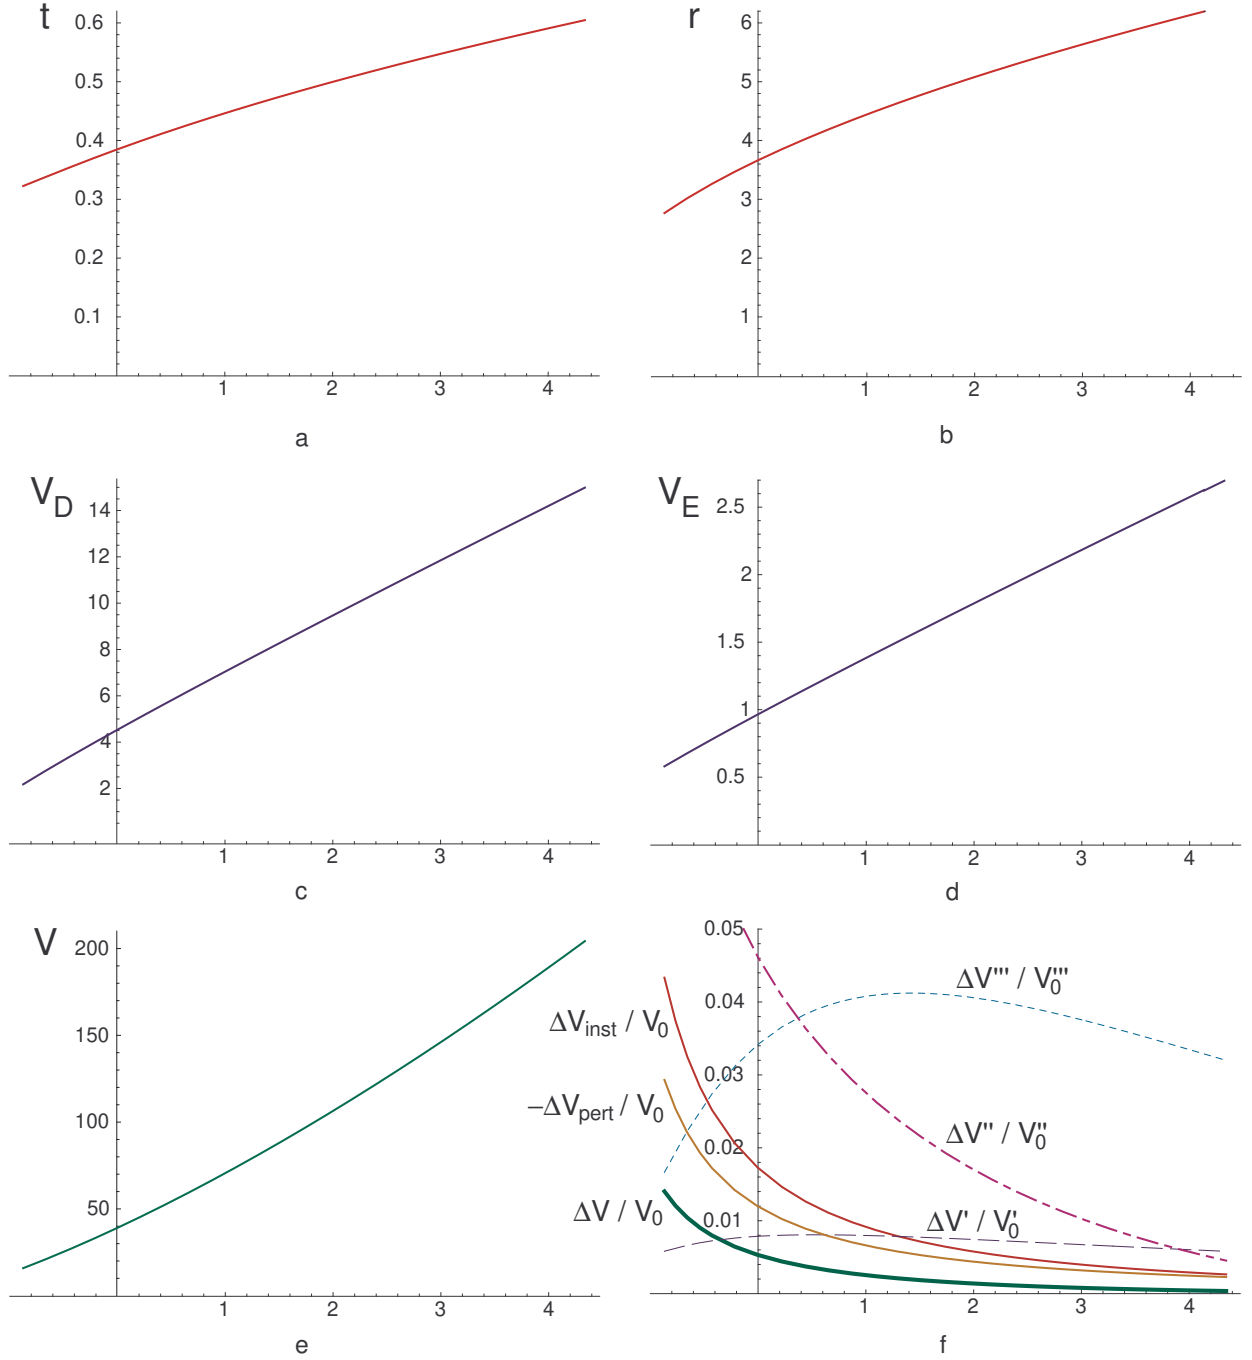 t
0.6
0.5
0.4
0.3
0.2
0.1
1 2 3 4
a
r
6
5
4
3
2
1
1 2 3 4
b
V_D
14
12
10
8
6
4
2
1 2 3 4
c
V_E
2.5
2
1.5
1
0.5
1 2 3 4
d
V
200
150
100
50
1 2 3 4
e
0.05
0.04
0.03
0.02
0.01
ΔV''' / V_0'''
ΔV_inst / V_0
−ΔV_pert / V_0
ΔV'' / V_0''
ΔV / V_0
ΔV' / V_0'
1 2 3 4
f